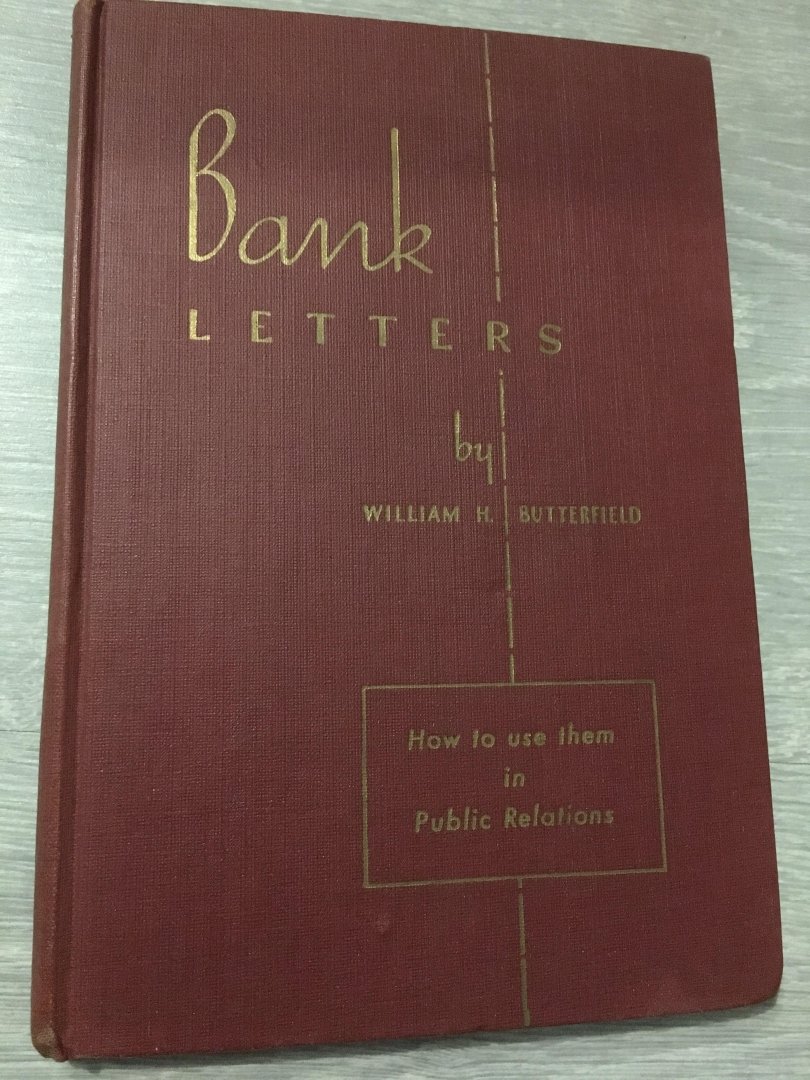 Bank
LETTERS
by
WILLIAM H. BUTTERFIELD
How to use them
in
Public Relations